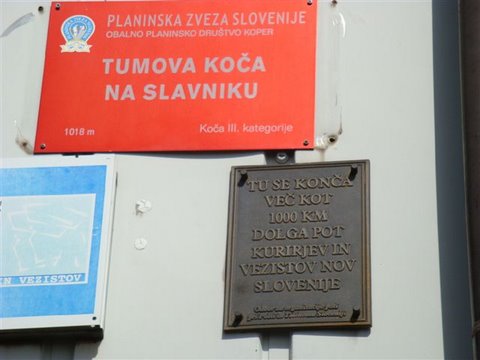 PLANINSKA ZVEZA SLOVENIJE
OBALNO PLANINSKO DRUŠTVO KOPER
TUMOVA KOČA
NA SLAVNIKU
1018 m
Koča III. kategorije
TU SE KONČA
VEČ KOT
1000 KM
DOLGA POT
KURIRJEV IN
VEZISTOV NOV
SLOVENIJE
IN VEZISTOV